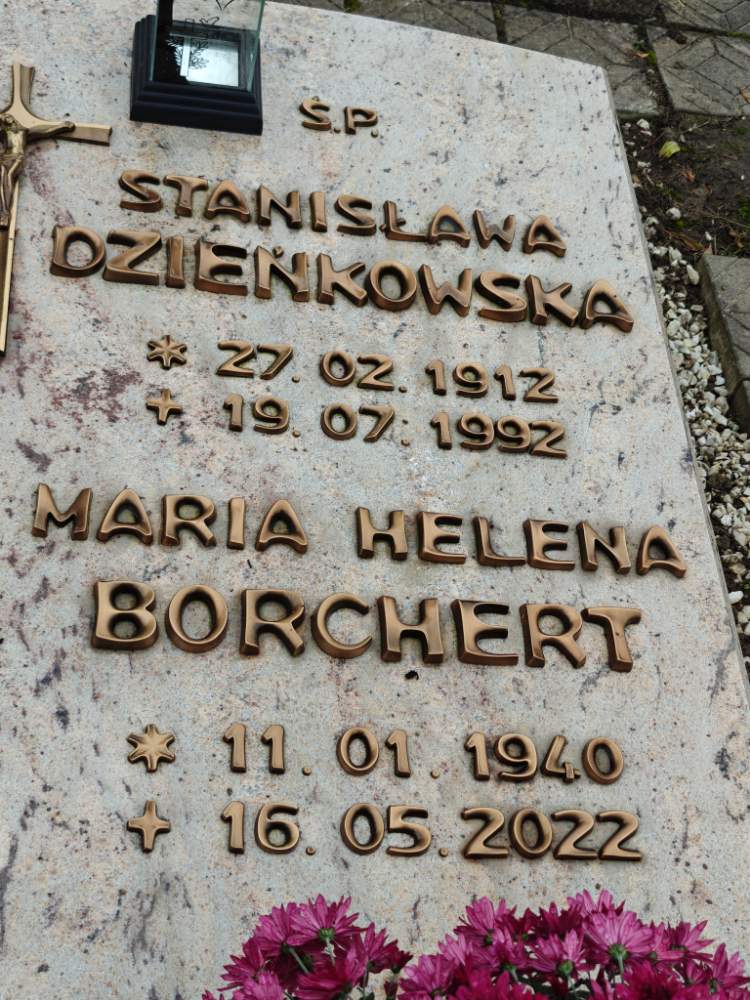 Ś.P.
STANISŁAWA
DZIEŃKOWSKA
* 27. 02. 1912
+ 19. 07. 1992
MARIA HELENA
BORCHERT
* 11. 01. 1940
+ 16. 05. 2022